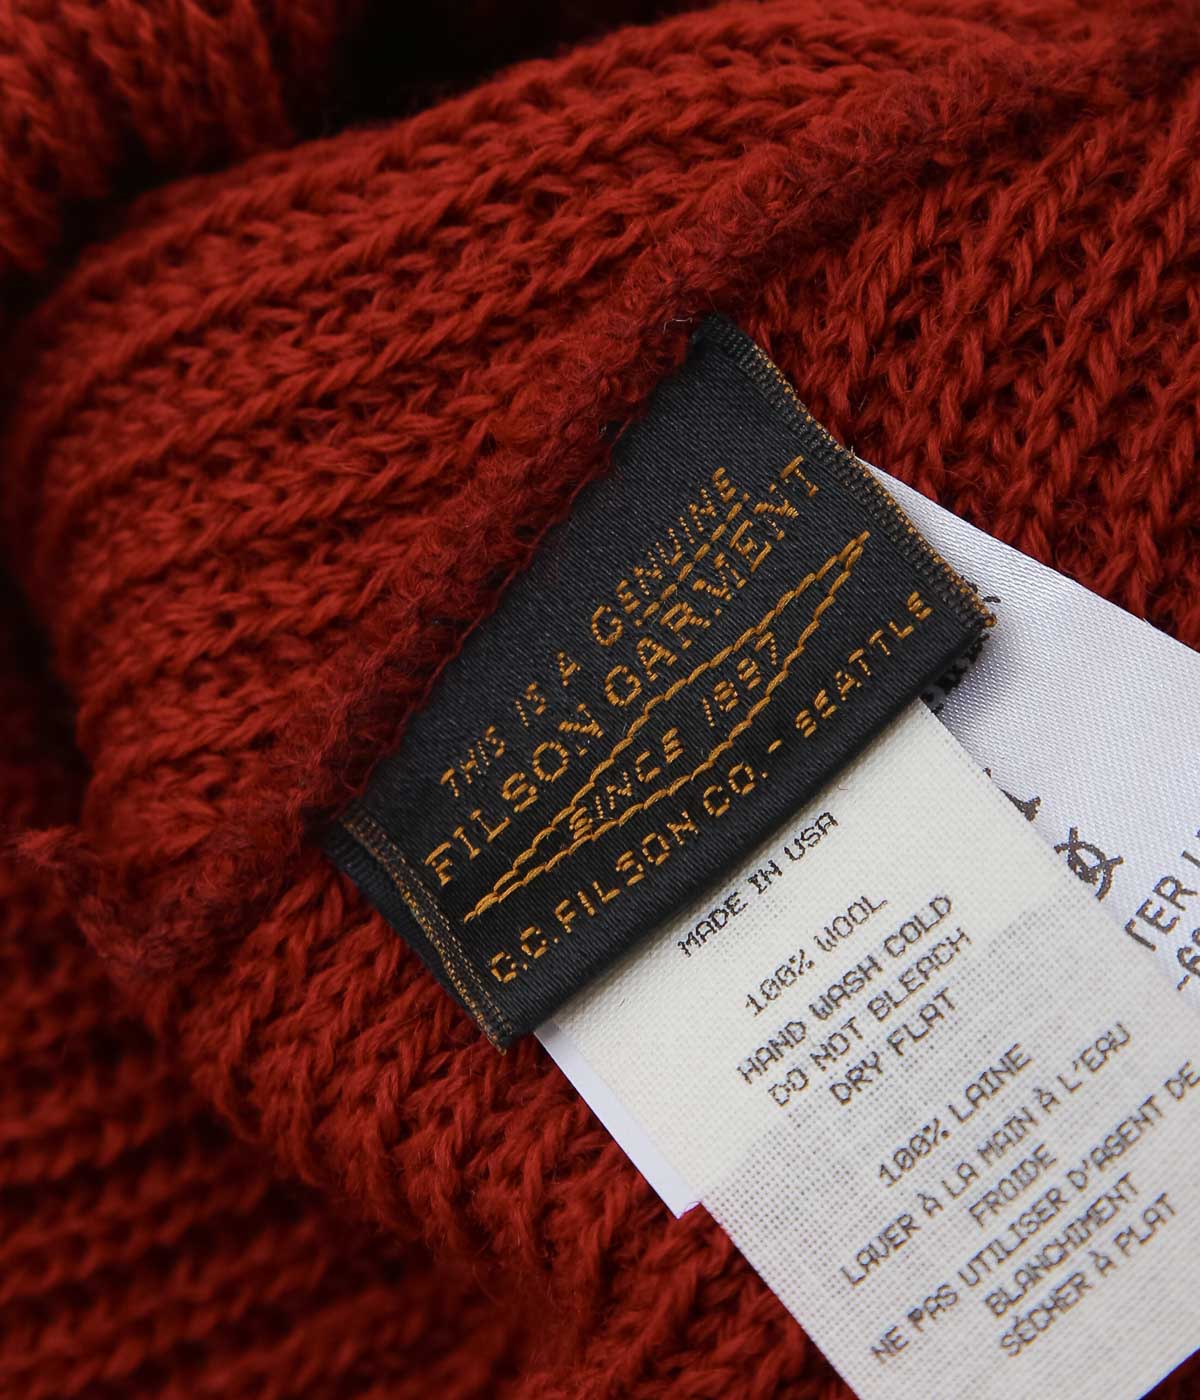 THIS IS A GENUINE
FILSON GARMENT
SINCE 1897
C.C. FILSON CO. - SEATTLE
MADE IN USA
100% WOOL
HAND WASH COLD
DO NOT BLEACH
DRY FLAT
100% LAINE
LAVER À LA MAIN À L'EAU
FROIDE
NE PAS UTILISER D'AGENT DE
BLANCHIMENT
SÉCHER À PLAT